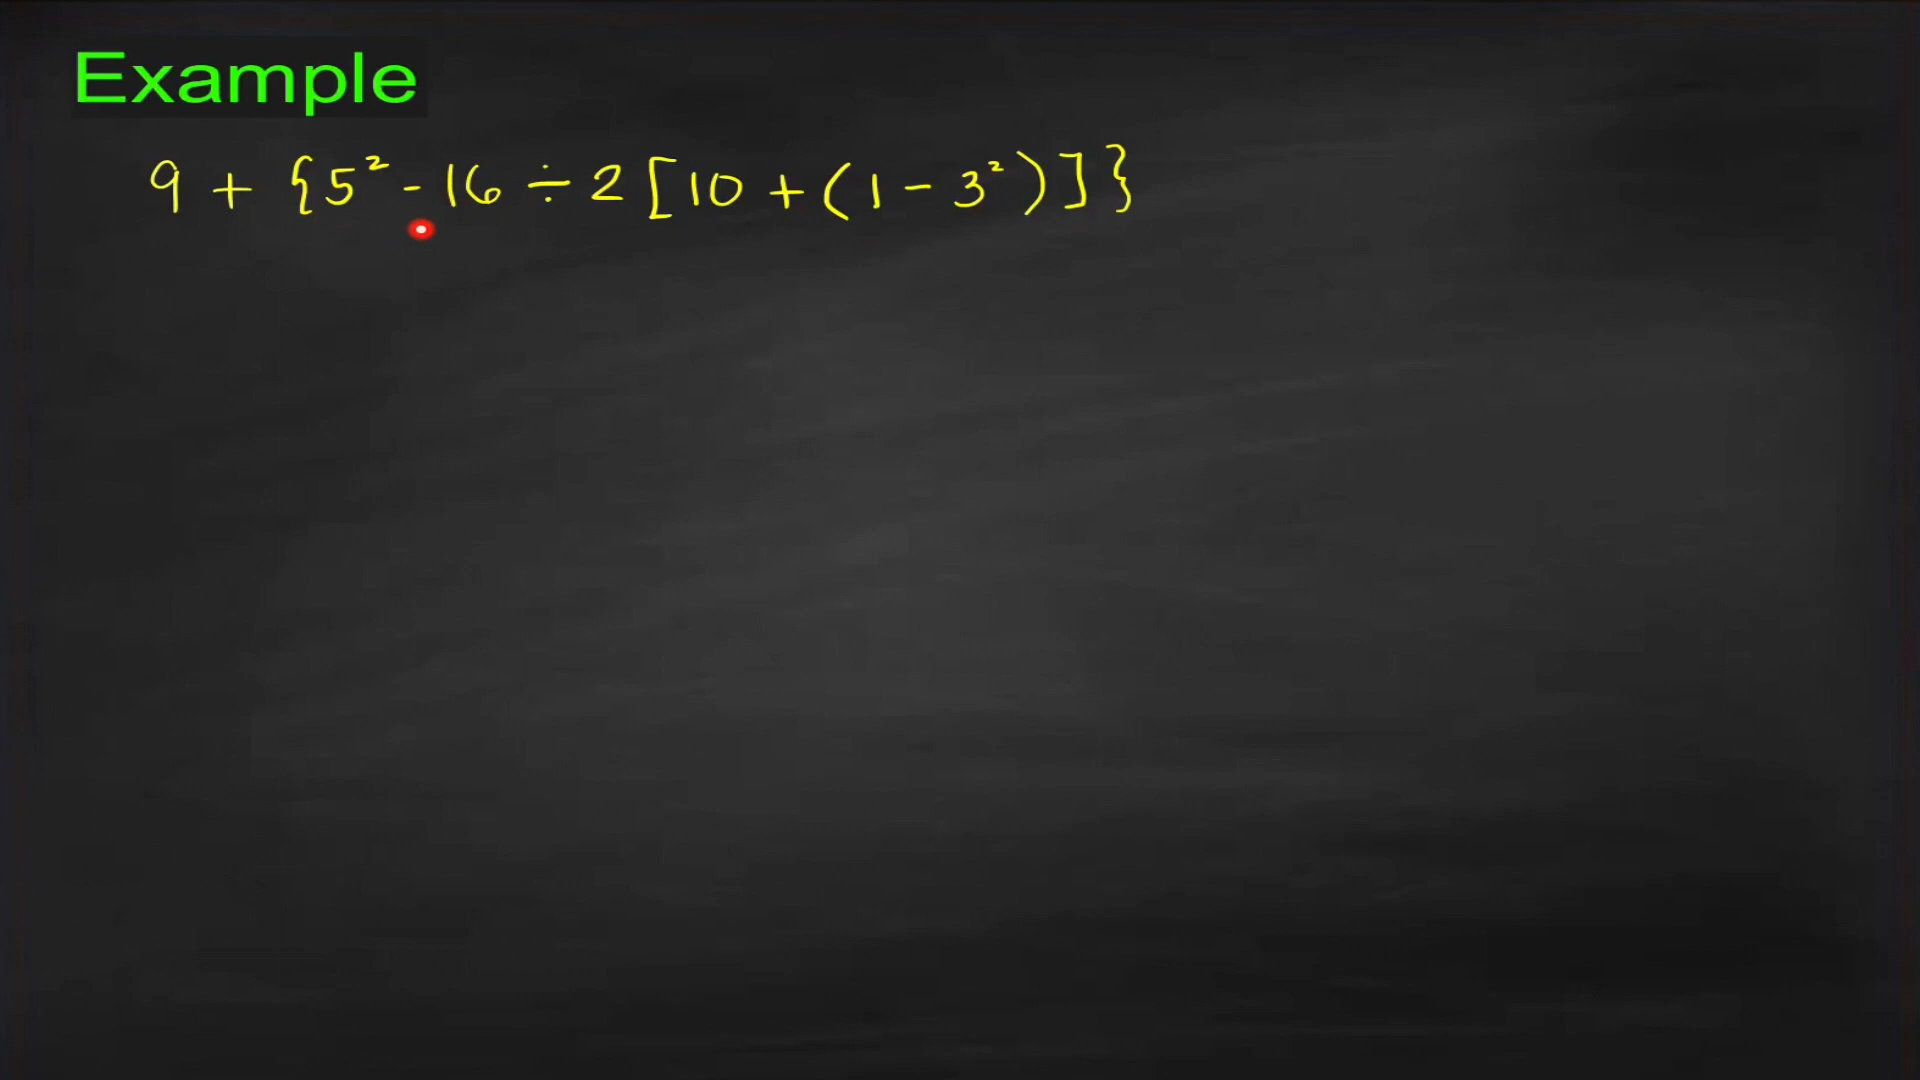 Example
9 + {5² - 16 ÷ 2 [10 + (1 - 3²)]}